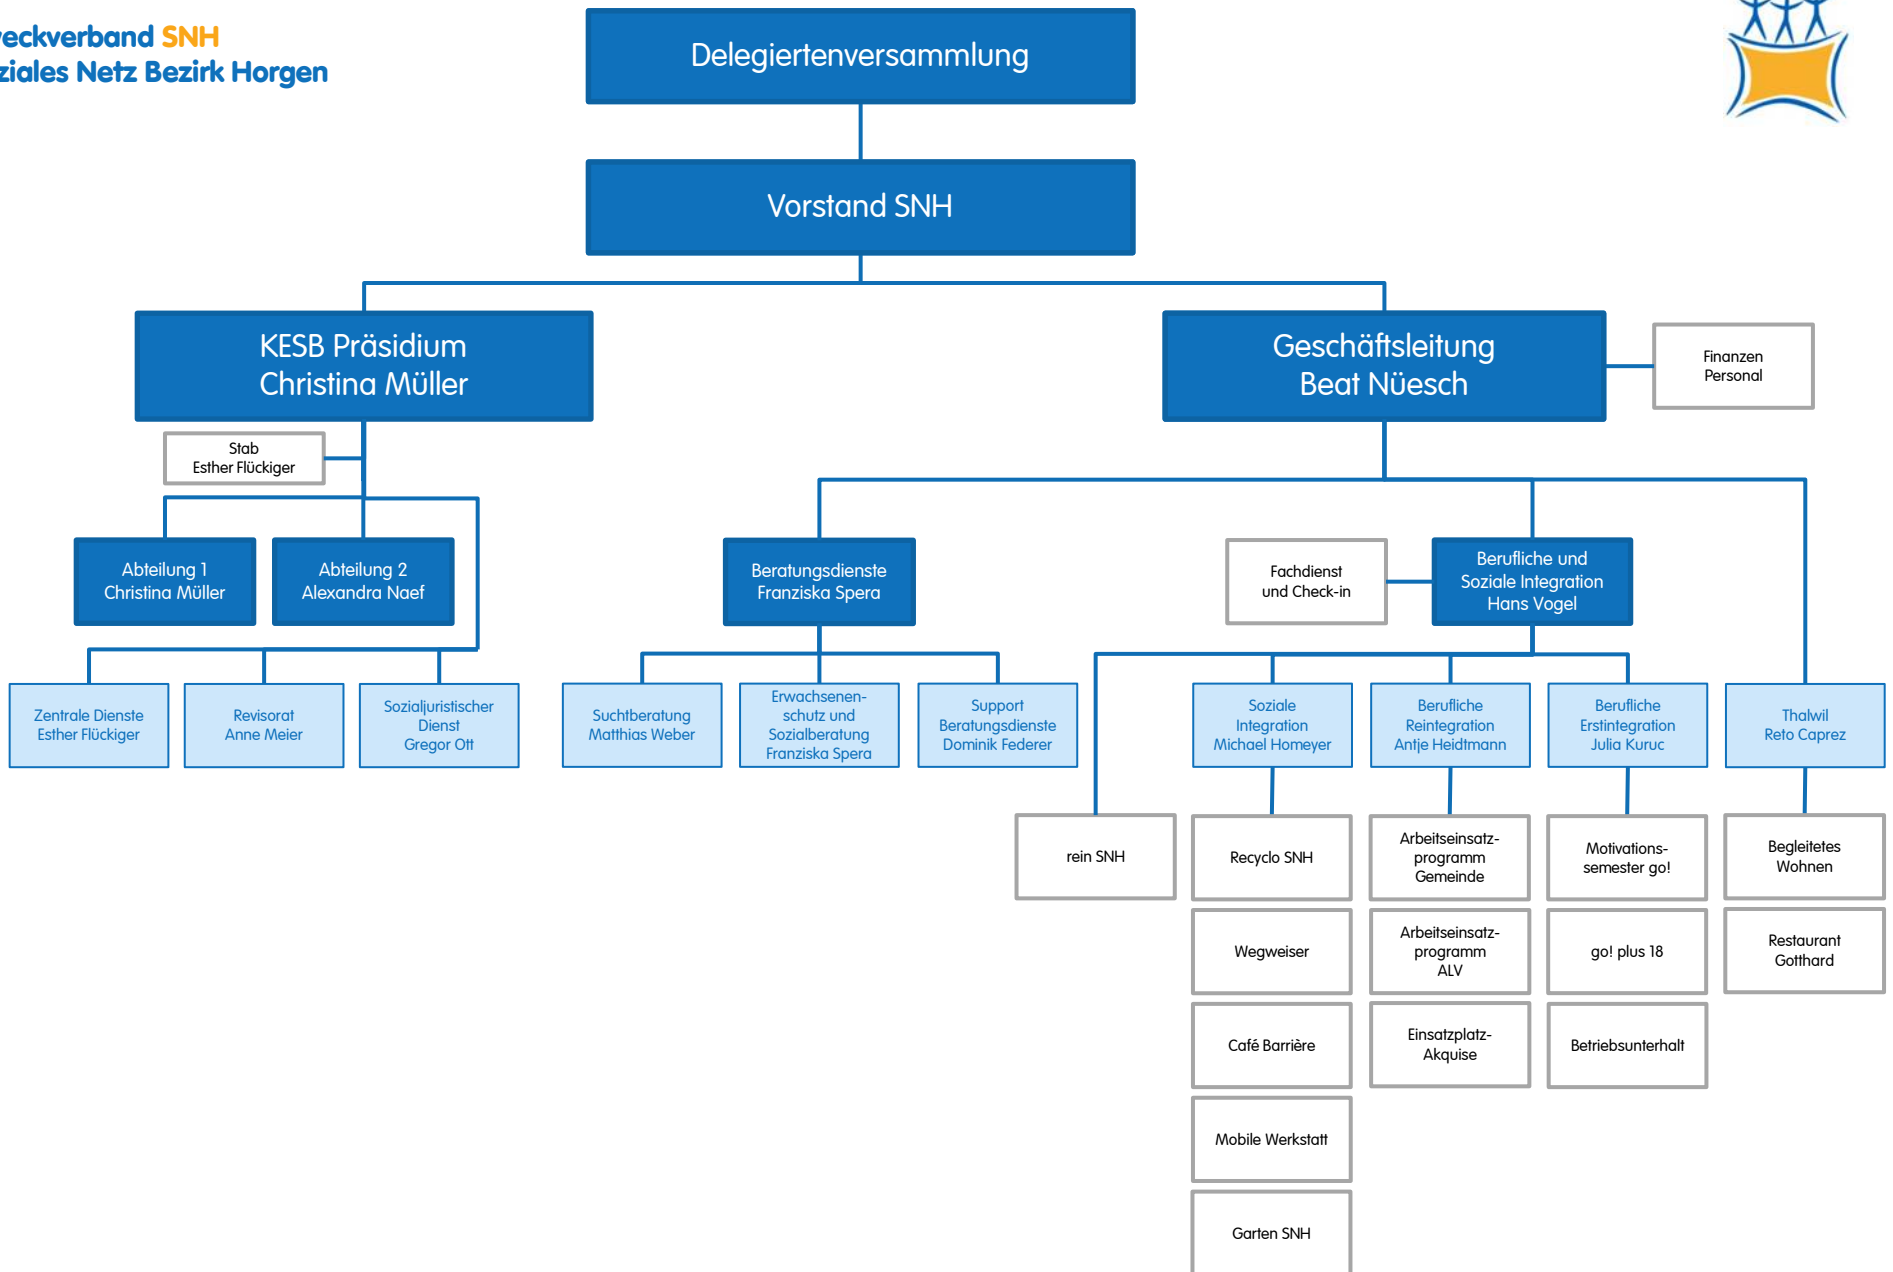 eckverband SNH
ziales Netz Bezirk Horgen
Delegiertenversammlung
Vorstand SNH
KESB Präsidium
Christina Müller
Geschäftsleitung
Beat Nüesch
Finanzen
Personal
Stab
Esther Flückiger
Abteilung 1
Christina Müller
Abteilung 2
Alexandra Naef
Beratungsdienste
Franziska Spera
Fachdienst
und Check-in
Berufliche und
Soziale Integration
Hans Vogel
Zentrale Dienste
Esther Flückiger
Revisorat
Anne Meier
Sozialjuristischer
Dienst
Gregor Ott
Suchtberatung
Matthias Weber
Erwachsenen-
schutz und
Sozialberatung
Franziska Spera
Support
Beratungsdienste
Dominik Federer
Soziale
Integration
Michael Homeyer
Berufliche
Reintegration
Antje Heidtmann
Berufliche
Erstintegration
Julia Kuruc
Thalwil
Reto Caprez
rein SNH
Recyclo SNH
Arbeitseinsatz-
programm
Gemeinde
Motivations-
semester go!
Begleitetes
Wohnen
Wegweiser
Arbeitseinsatz-
programm
ALV
go! plus 18
Restaurant
Gotthard
Café Barrière
Einsatzplatz-
Akquise
Betriebsunterhalt
Mobile Werkstatt
Garten SNH